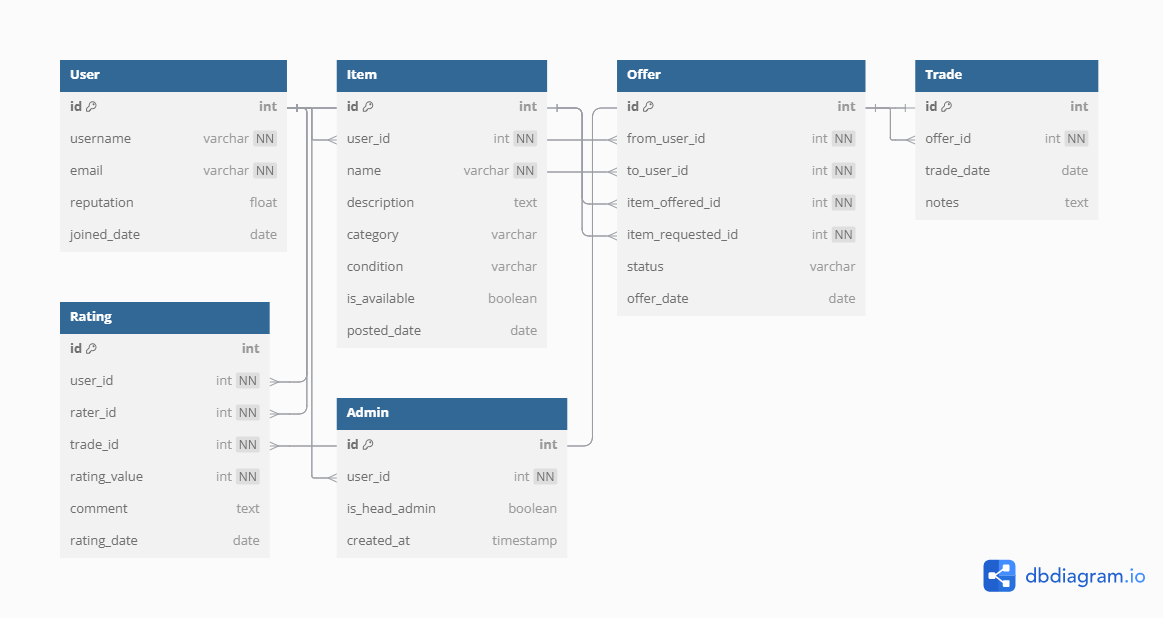 User
id int
username varchar NN
email varchar NN
reputation float
joined_date date
Item
id int
user_id int NN
name varchar NN
description text
category varchar
condition varchar
is_available boolean
posted_date date
Offer
id int
from_user_id int NN
to_user_id int NN
item_offered_id int NN
item_requested_id int NN
status varchar
offer_date date
Trade
id int
offer_id int NN
trade_date date
notes text
Rating
id int
user_id int NN
rater_id int NN
trade_id int NN
rating_value int NN
comment text
rating_date date
Admin
id int
user_id int NN
is_head_admin boolean
created_at timestamp
dbdiagram.io